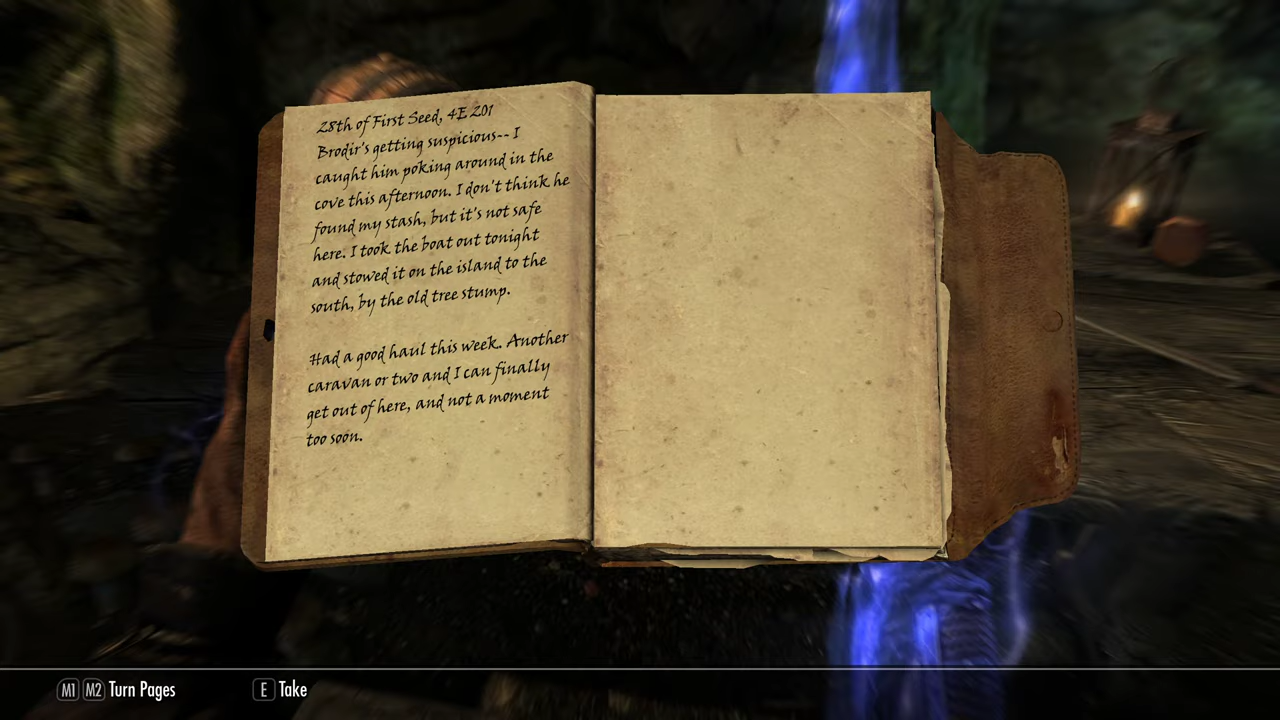 28th of First Seed, 4E 201
Brodir's getting suspicious-- I
caught him poking around in the
cove this afternoon. I don't think he
found my stash, but it's not safe
here. I took the boat out tonight
and stowed it on the island to the
south, by the old tree stump.
Had a good haul this week. Another
caravan or two and I can finally
get out of here, and not a moment
too soon.
M1 M2 Turn Pages
E Take